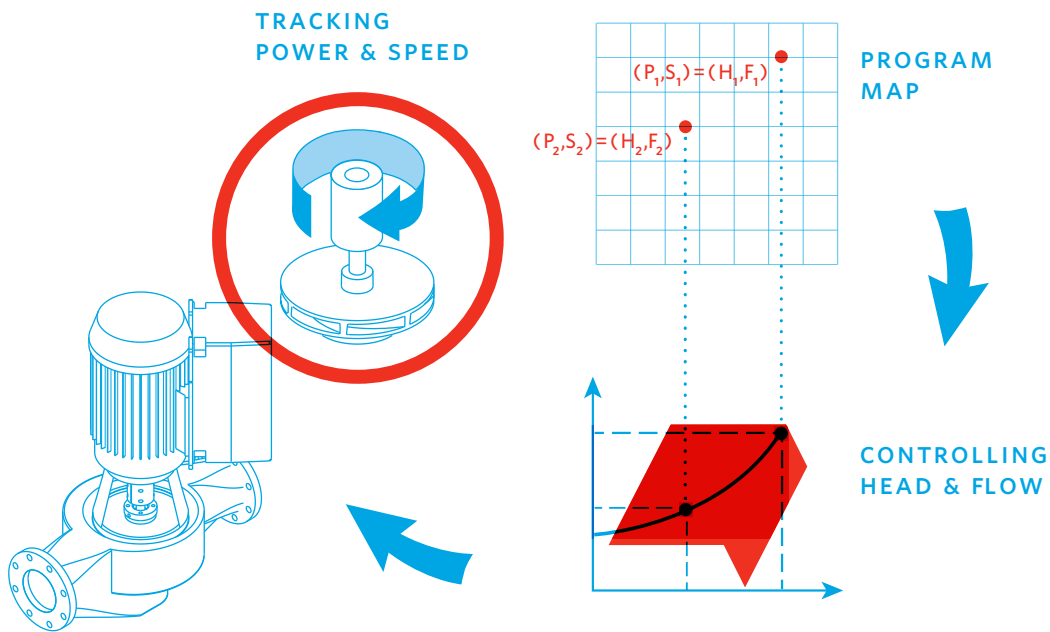 TRACKING
POWER & SPEED
(P₁,S₁)=(H₁,F₁)
(P₂,S₂)=(H₂,F₂)
PROGRAM
MAP
CONTROLLING
HEAD & FLOW